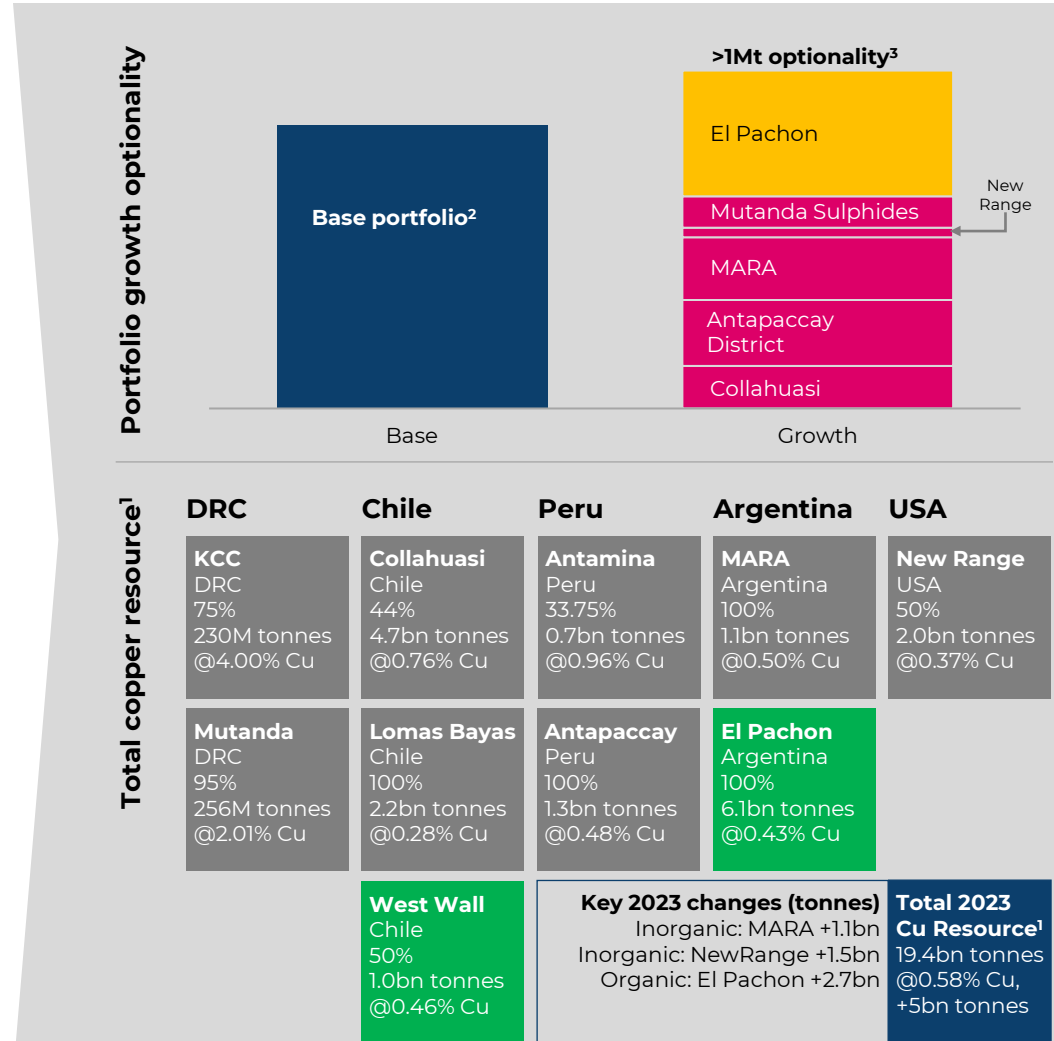 Portfolio growth optionality
>1Mt optionality³
El Pachon
Base portfolio²
Mutanda Sulphides
New
Range
MARA
Antapaccay
District
Collahuasi
Base
Growth
Total copper resource¹
DRC
Chile
Peru
Argentina
USA
KCC
DRC
75%
230M tonnes
@4.00% Cu
Collahuasi
Chile
44%
4.7bn tonnes
@0.76% Cu
Antamina
Peru
33.75%
0.7bn tonnes
@0.96% Cu
MARA
Argentina
100%
1.1bn tonnes
@0.50% Cu
New Range
USA
50%
2.0bn tonnes
@0.37% Cu
Mutanda
DRC
95%
256M tonnes
@2.01% Cu
Lomas Bayas
Chile
100%
2.2bn tonnes
@0.28% Cu
Antapaccay
Peru
100%
1.3bn tonnes
@0.48% Cu
El Pachon
Argentina
100%
6.1bn tonnes
@0.43% Cu
West Wall
Chile
50%
1.0bn tonnes
@0.46% Cu
Key 2023 changes (tonnes)
Inorganic: MARA +1.1bn
Inorganic: NewRange +1.5bn
Organic: El Pachon +2.7bn
Total 2023
Cu Resource¹
19.4bn tonnes
@0.58% Cu,
+5bn tonnes